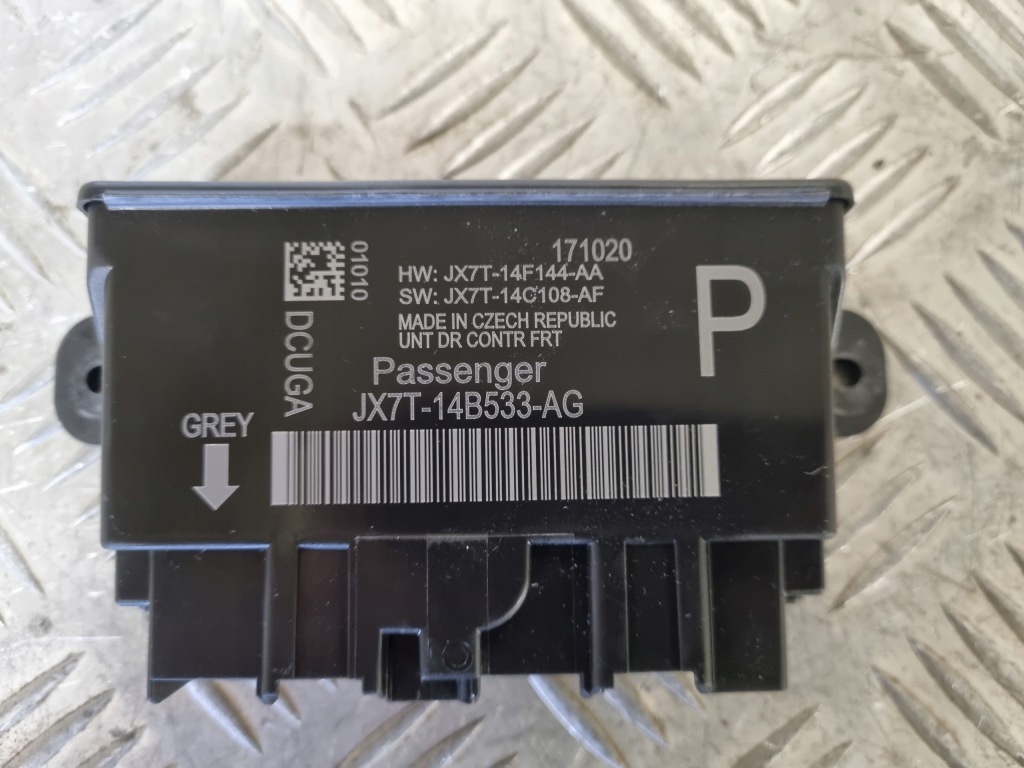 171020
01010
HW: JX7T-14F144-AA
SW: JX7T-14C108-AF
MADE IN CZECH REPUBLIC
UNT DR CONTR FRT
P
DCUGA
Passenger
JX7T-14B533-AG
GREY